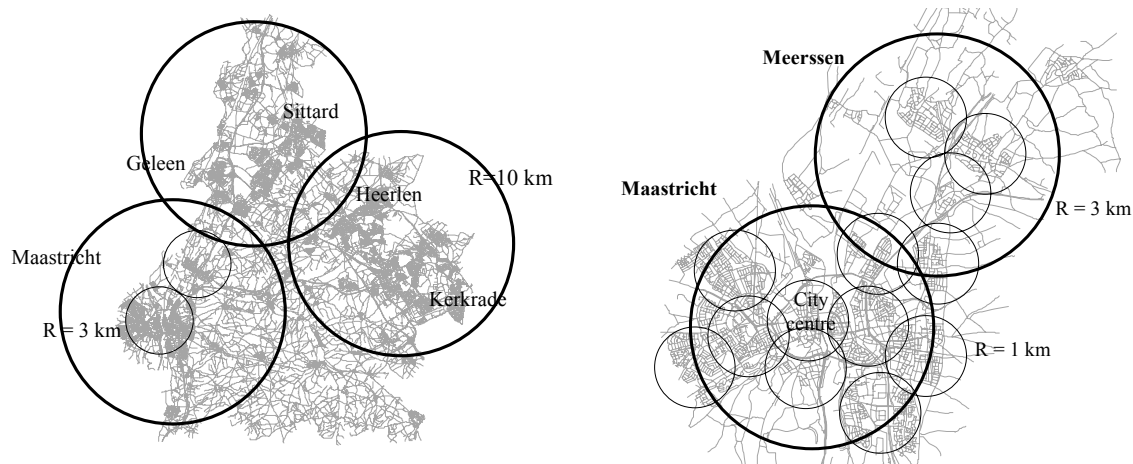 Sittard
Geleen
R=10 km
Heerlen
Maastricht
Kerkrade
R = 3 km
Meerssen
Maastricht
R = 3 km
City
centre
R = 1 km